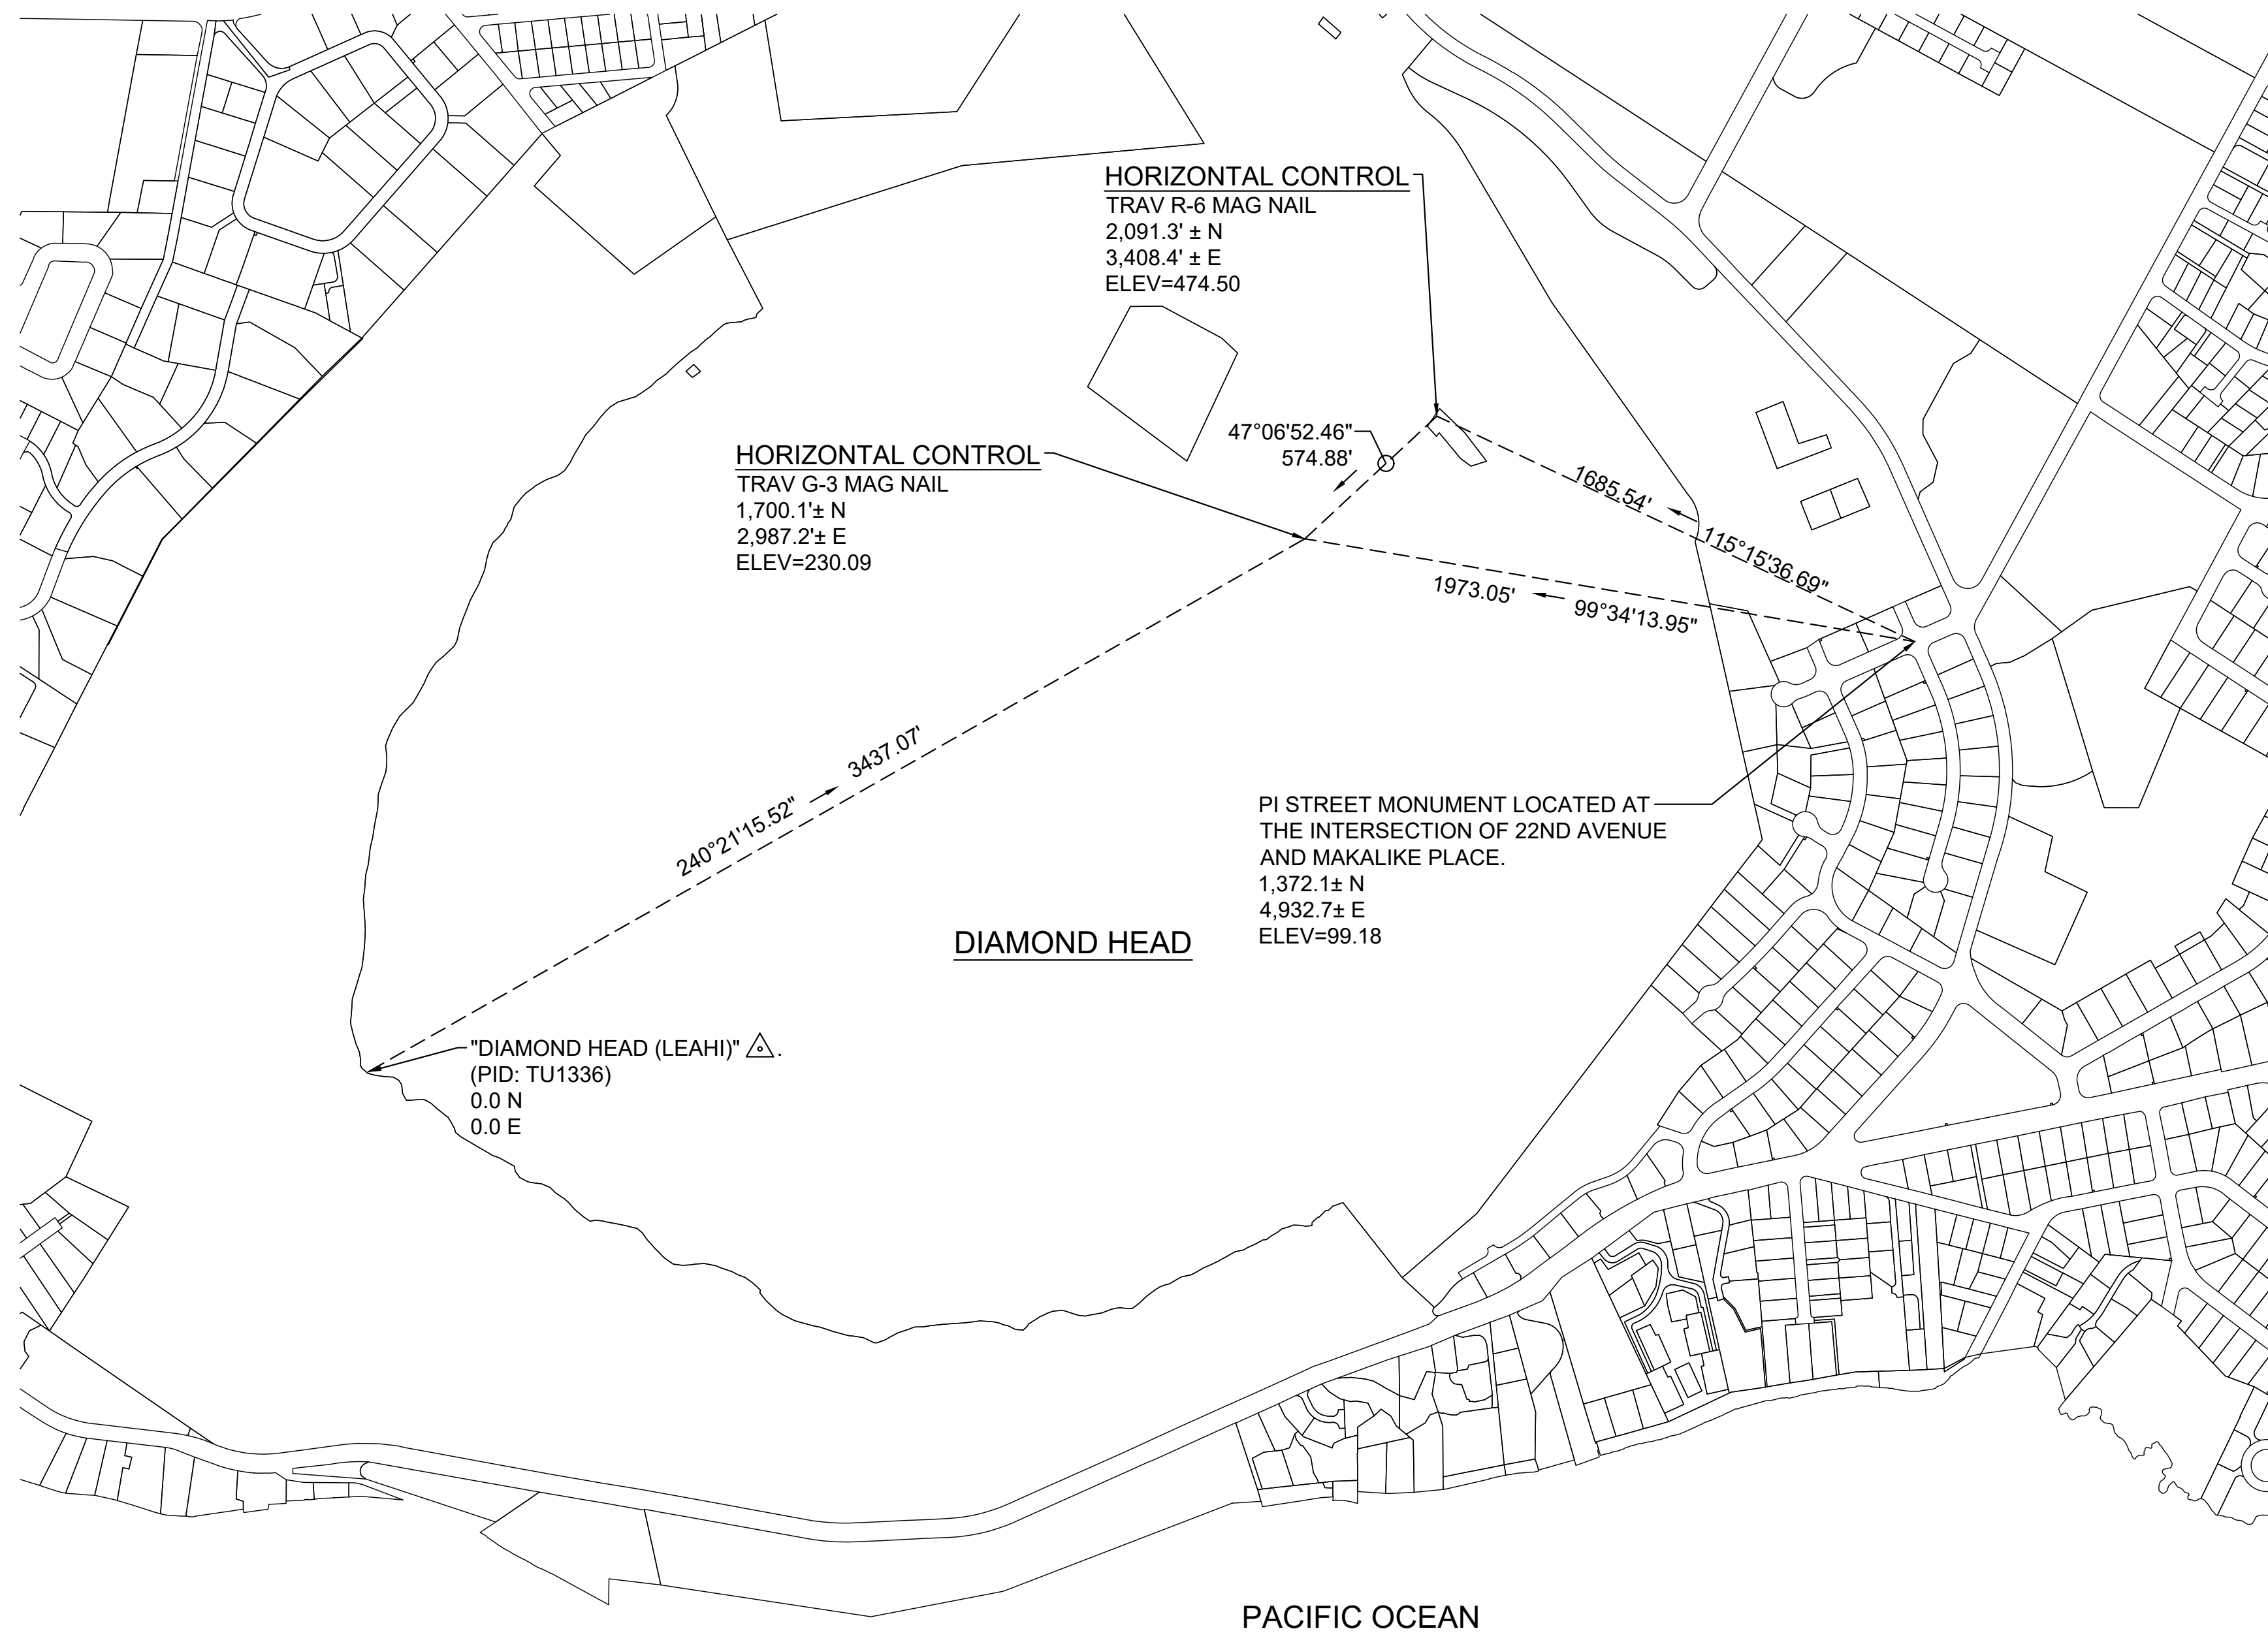 HORIZONTAL CONTROL
TRAV R-6 MAG NAIL
2,091.3' ± N
3,408.4' ± E
ELEV=474.50
47°06'52.46"
574.88'
HORIZONTAL CONTROL
TRAV G-3 MAG NAIL
1,700.1'± N
2,987.2'± E
ELEV=230.09
1685.54'
115°15'36.69"
1973.05'
99°34'13.95"
3437.07'
240°21'15.52"
PI STREET MONUMENT LOCATED AT
THE INTERSECTION OF 22ND AVENUE
AND MAKALIKE PLACE.
1,372.1± N
4,932.7± E
ELEV=99.18
DIAMOND HEAD
"DIAMOND HEAD (LEAHI)" .
(PID: TU1336)
0.0 N
0.0 E
PACIFIC OCEAN